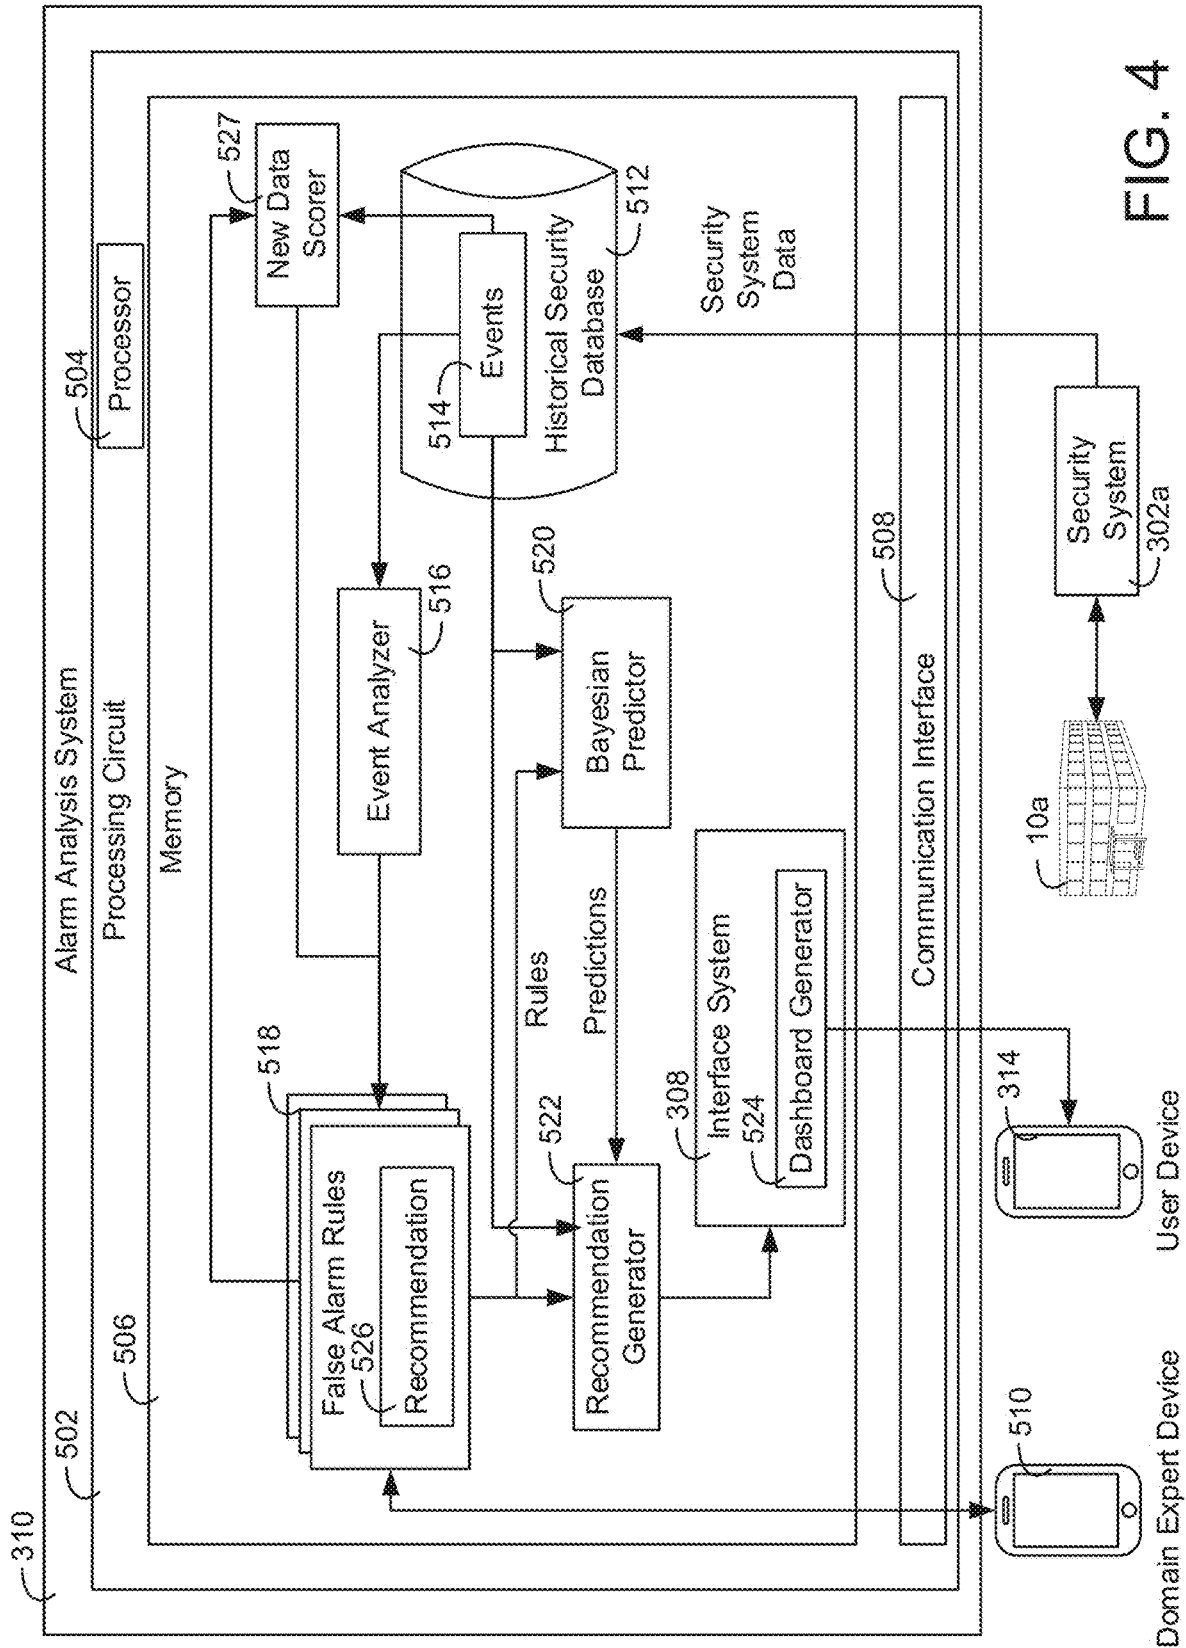 310
Alarm Analysis System
502
Processing Circuit
504
Processor
506
Memory
527
New Data
Scorer
518
False Alarm Rules
526
Recommendation
Event Analyzer
516
514
Events
Historical Security
Database
512
Rules
520
Bayesian
Predictor
Predictions
522
Recommendation
Generator
308
Interface System
524
Dashboard Generator
Security
System
Data
508
Communication Interface
510
Domain Expert Device
314
User Device
10a
Security
System
302a
FIG. 4